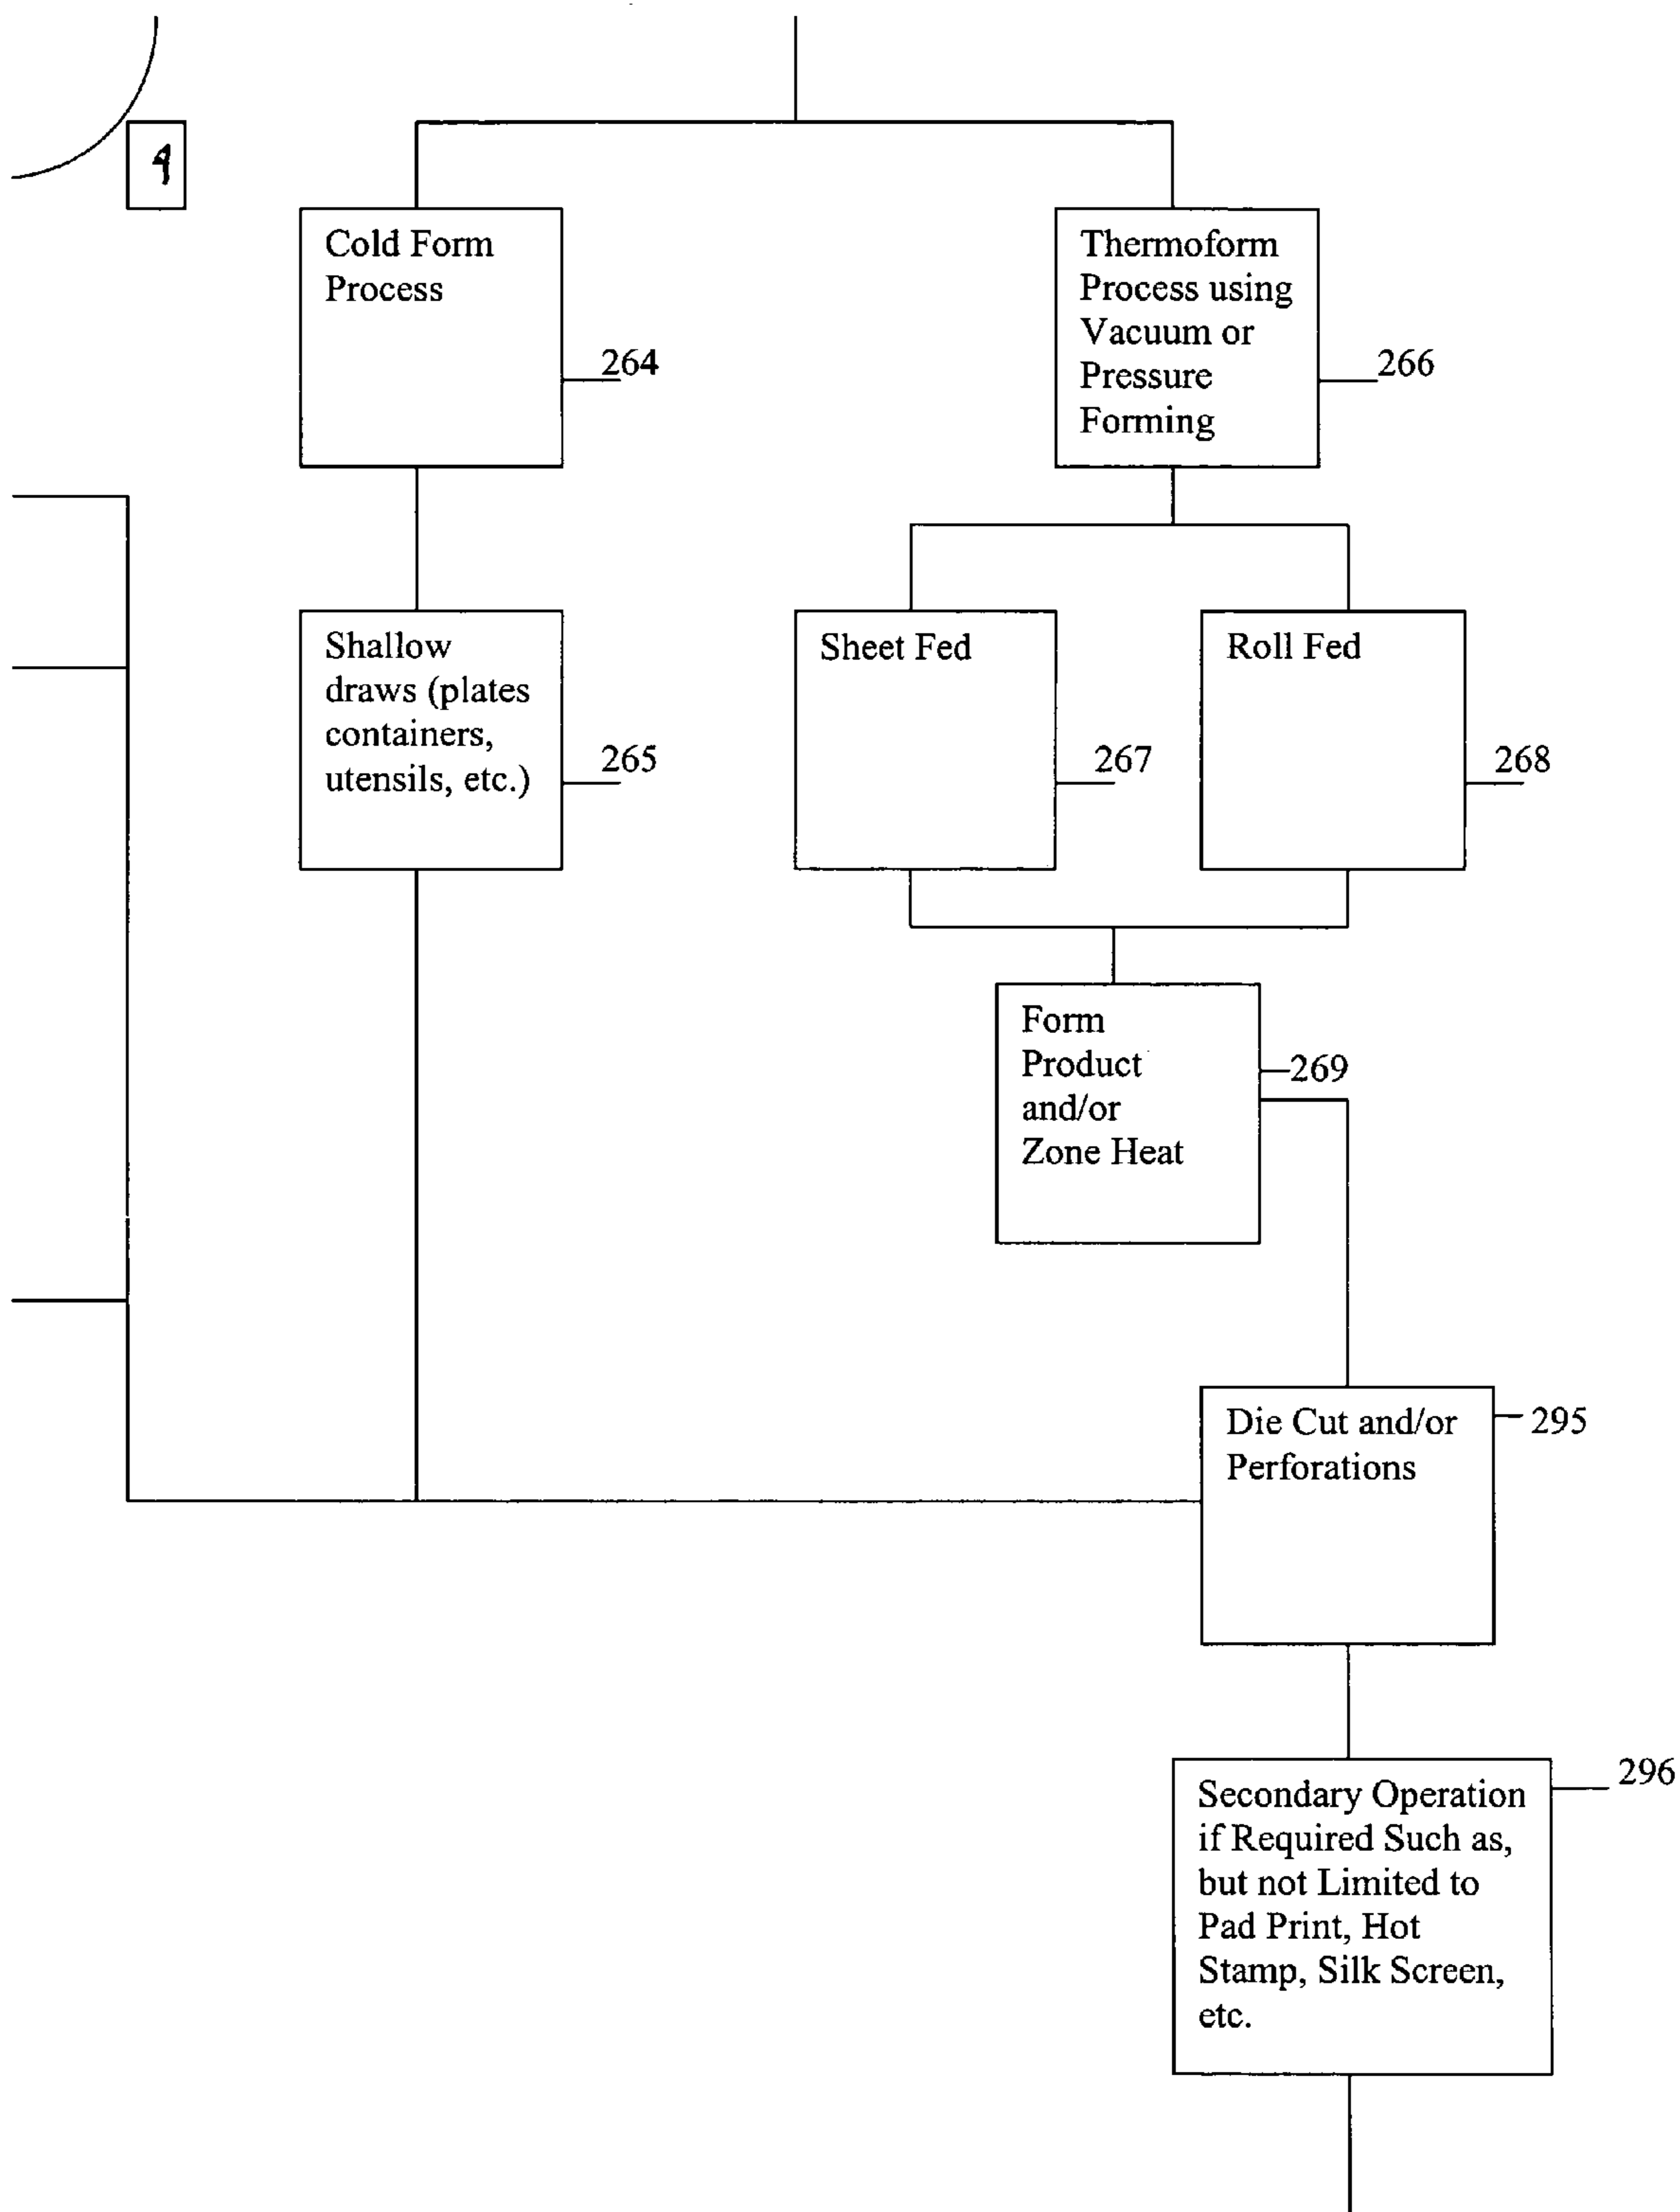 4
Cold Form
Process
264
Thermoform
Process using
Vacuum or
Pressure
Forming
266
Shallow
draws (plates
containers,
utensils, etc.)
265
Sheet Fed
267
Roll Fed
268
Form
Product
and/or
Zone Heat
269
Die Cut and/or
Perforations
295
Secondary Operation
if Required Such as,
but not Limited to
Pad Print, Hot
Stamp, Silk Screen,
etc.
296